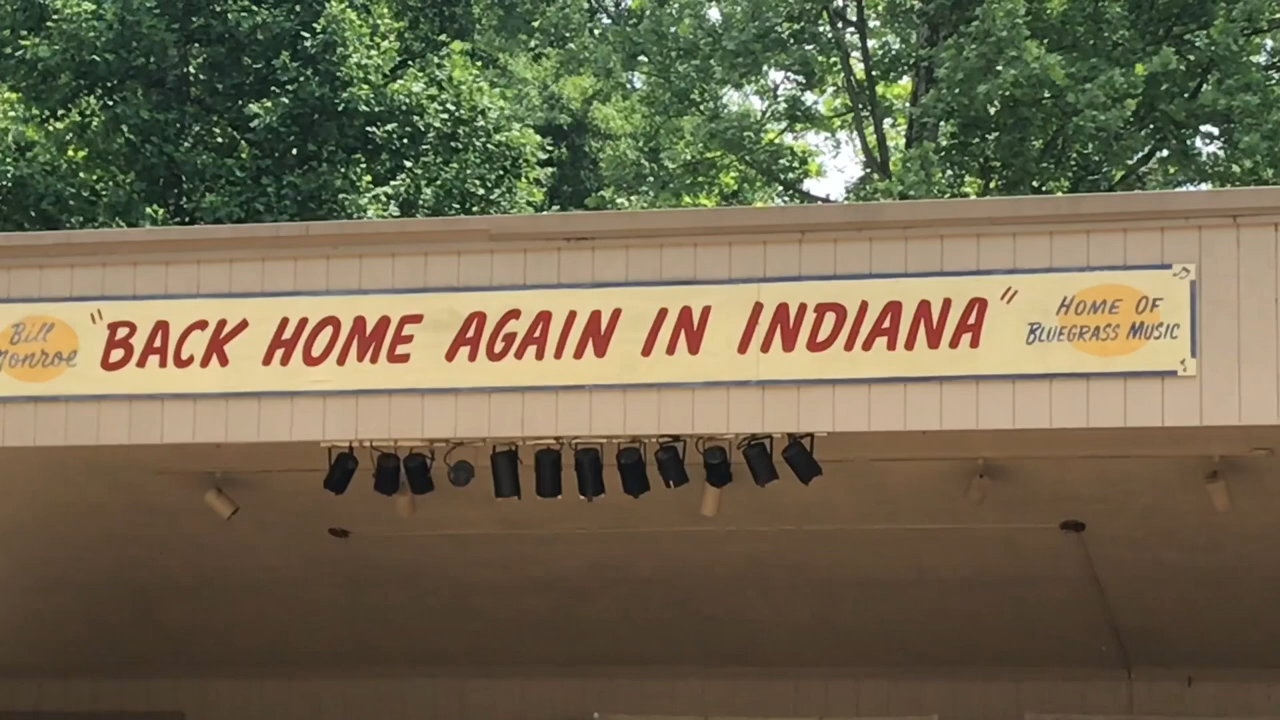 Bill
Monroe
"BACK HOME AGAIN IN INDIANA"
HOME OF
BLUEGRASS MUSIC